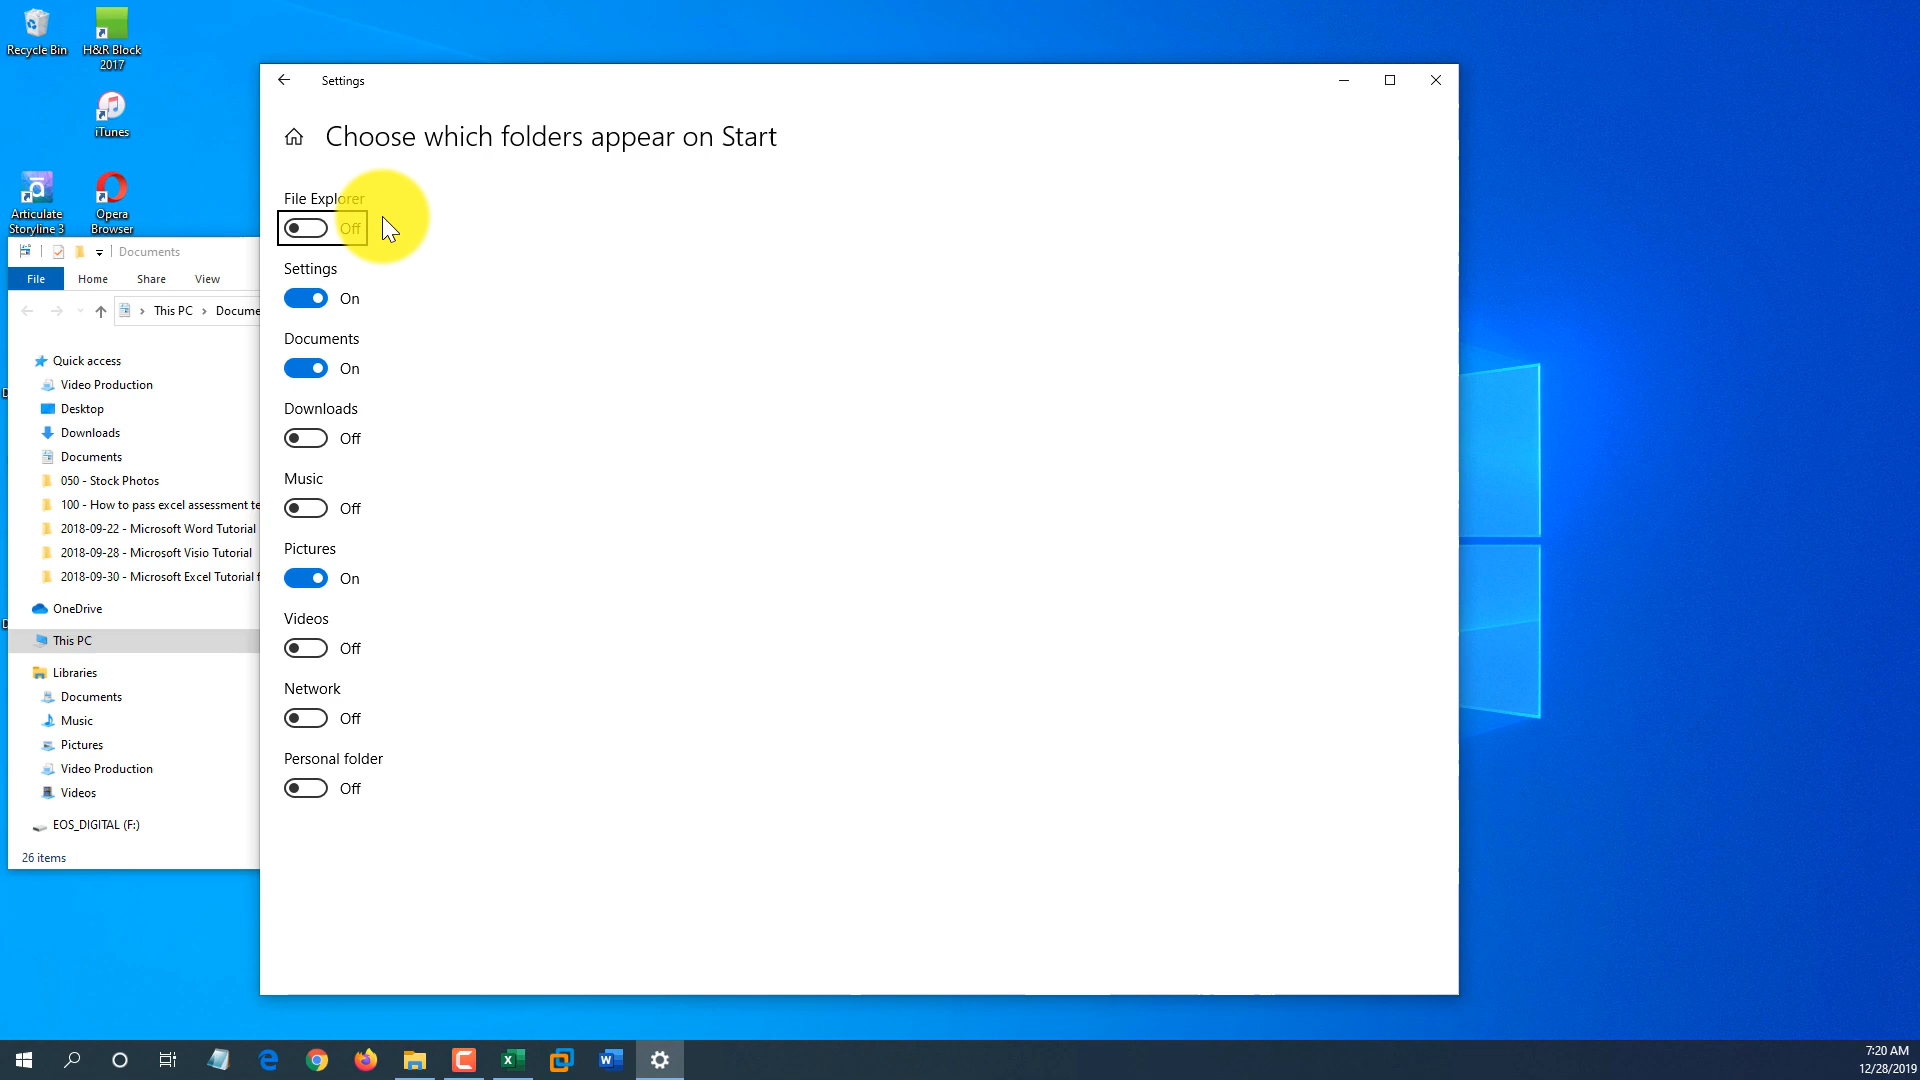 Recycle Bin
H&R Block
2017
iTunes
Articulate
Storyline 3
Opera
Browser
Documents
File
Home
Share
View
This PC
Docume
Quick access
Video Production
Desktop
Downloads
Documents
050 - Stock Photos
100 - How to pass excel assessment te
2018-09-22 - Microsoft Word Tutorial
2018-09-28 - Microsoft Visio Tutorial
2018-09-30 - Microsoft Excel Tutorial f
OneDrive
This PC
Libraries
Documents
Music
Pictures
Video Production
Videos
EOS_DIGITAL (F:)
26 items
Settings
Choose which folders appear on Start
File Explorer
Off
Settings
On
Documents
On
Downloads
Off
Music
Off
Pictures
On
Videos
Off
Network
Off
Personal folder
Off
7:20 AM
12/28/2019